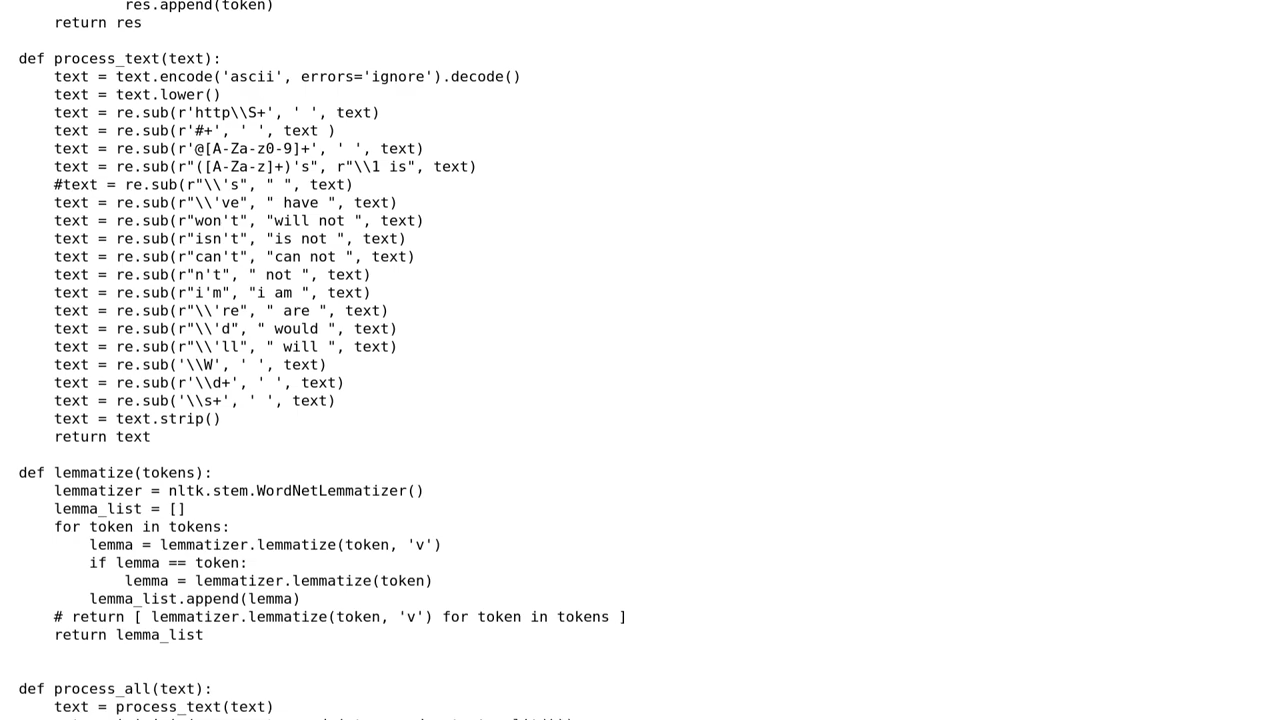 res.append(token)
    return res

def process_text(text):
    text = text.encode('ascii', errors='ignore').decode()
    text = text.lower()
    text = re.sub(r'http\\S+', ' ', text)
    text = re.sub(r'#+', ' ', text )
    text = re.sub(r'@[A-Za-z0-9]+', ' ', text)
    text = re.sub(r"([A-Za-z]+)'s", r"\\1 is", text)
    #text = re.sub(r"\\'s", " ", text)
    text = re.sub(r"\\'ve", " have ", text)
    text = re.sub(r"won't", "will not ", text)
    text = re.sub(r"isn't", "is not ", text)
    text = re.sub(r"can't", "can not ", text)
    text = re.sub(r"n't", " not ", text)
    text = re.sub(r"i'm", "i am ", text)
    text = re.sub(r"\\'re", " are ", text)
    text = re.sub(r"\\'d", " would ", text)
    text = re.sub(r"\\'ll", " will ", text)
    text = re.sub('\\W', ' ', text)
    text = re.sub(r'\\d+', ' ', text)
    text = re.sub('\\s+', ' ', text)
    text = text.strip()
    return text

def lemmatize(tokens):
    lemmatizer = nltk.stem.WordNetLemmatizer()
    lemma_list = []
    for token in tokens:
        lemma = lemmatizer.lemmatize(token, 'v')
        if lemma == token:
            lemma = lemmatizer.lemmatize(token)
        lemma_list.append(lemma)
    # return [ lemmatizer.lemmatize(token, 'v') for token in tokens ]
    return lemma_list


def process_all(text):
    text = process_text(text)